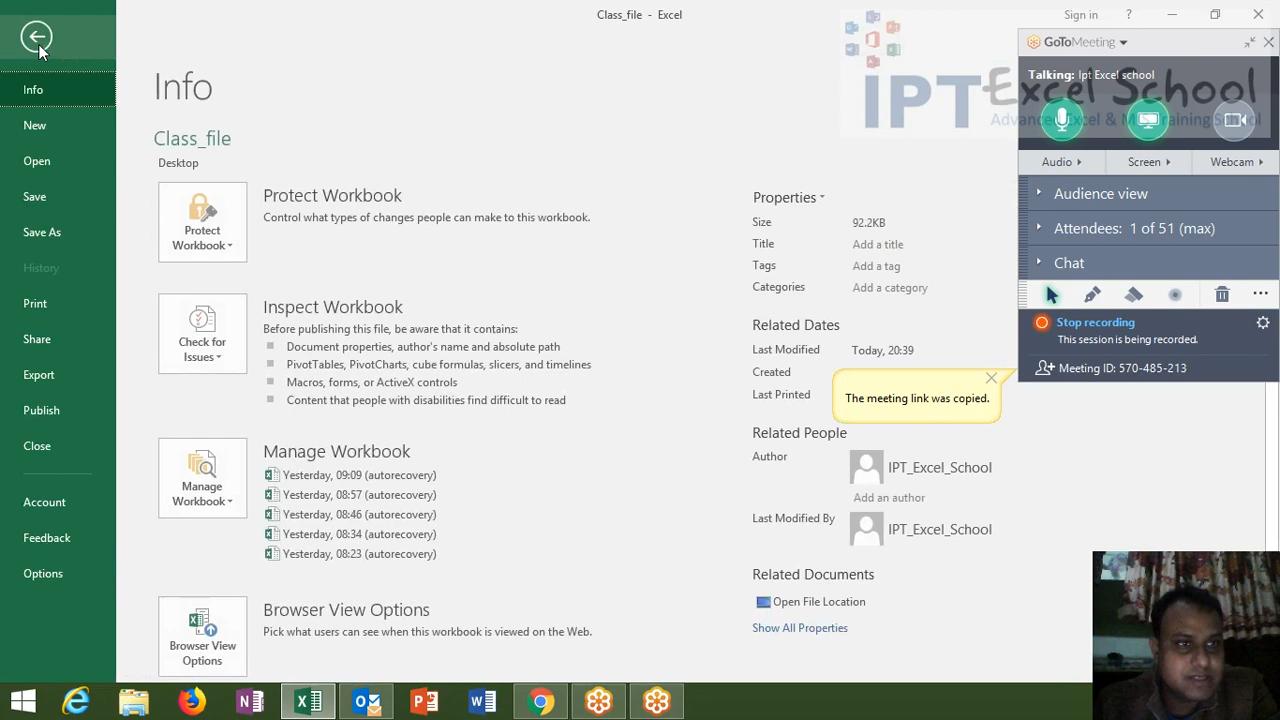 Class_file - Excel
Sign in
?
GoToMeeting
Talking: Ipt Excel school
IPT Excel School
Advanced Excel & M Training School
Audio
Screen
Webcam
Audience view
Attendees: 1 of 51 (max)
Chat
Stop recording
This session is being recorded.
Meeting ID: 570-485-213
The meeting link was copied.
Info
New
Open
Save
Save As
History
Print
Share
Export
Publish
Close
Account
Feedback
Options
Info
Class_file
Desktop
Protect Workbook
Protect Workbook
Control what types of changes people can make to this workbook.
Check for Issues
Inspect Workbook
Before publishing this file, be aware that it contains:
Document properties, author's name and absolute path
PivotTables, PivotCharts, cube formulas, slicers, and timelines
Macros, forms, or ActiveX controls
Content that people with disabilities find difficult to read
Manage Workbook
Manage Workbook
Yesterday, 09:09 (autorecovery)
Yesterday, 08:57 (autorecovery)
Yesterday, 08:46 (autorecovery)
Yesterday, 08:34 (autorecovery)
Yesterday, 08:23 (autorecovery)
Browser View Options
Browser View Options
Pick what users can see when this workbook is viewed on the Web.
Properties
Size 92.2KB
Title Add a title
Tags Add a tag
Categories Add a category
Related Dates
Last Modified Today, 20:39
Created
Last Printed
Related People
Author IPT_Excel_School
Add an author
Last Modified By IPT_Excel_School
Related Documents
Open File Location
Show All Properties